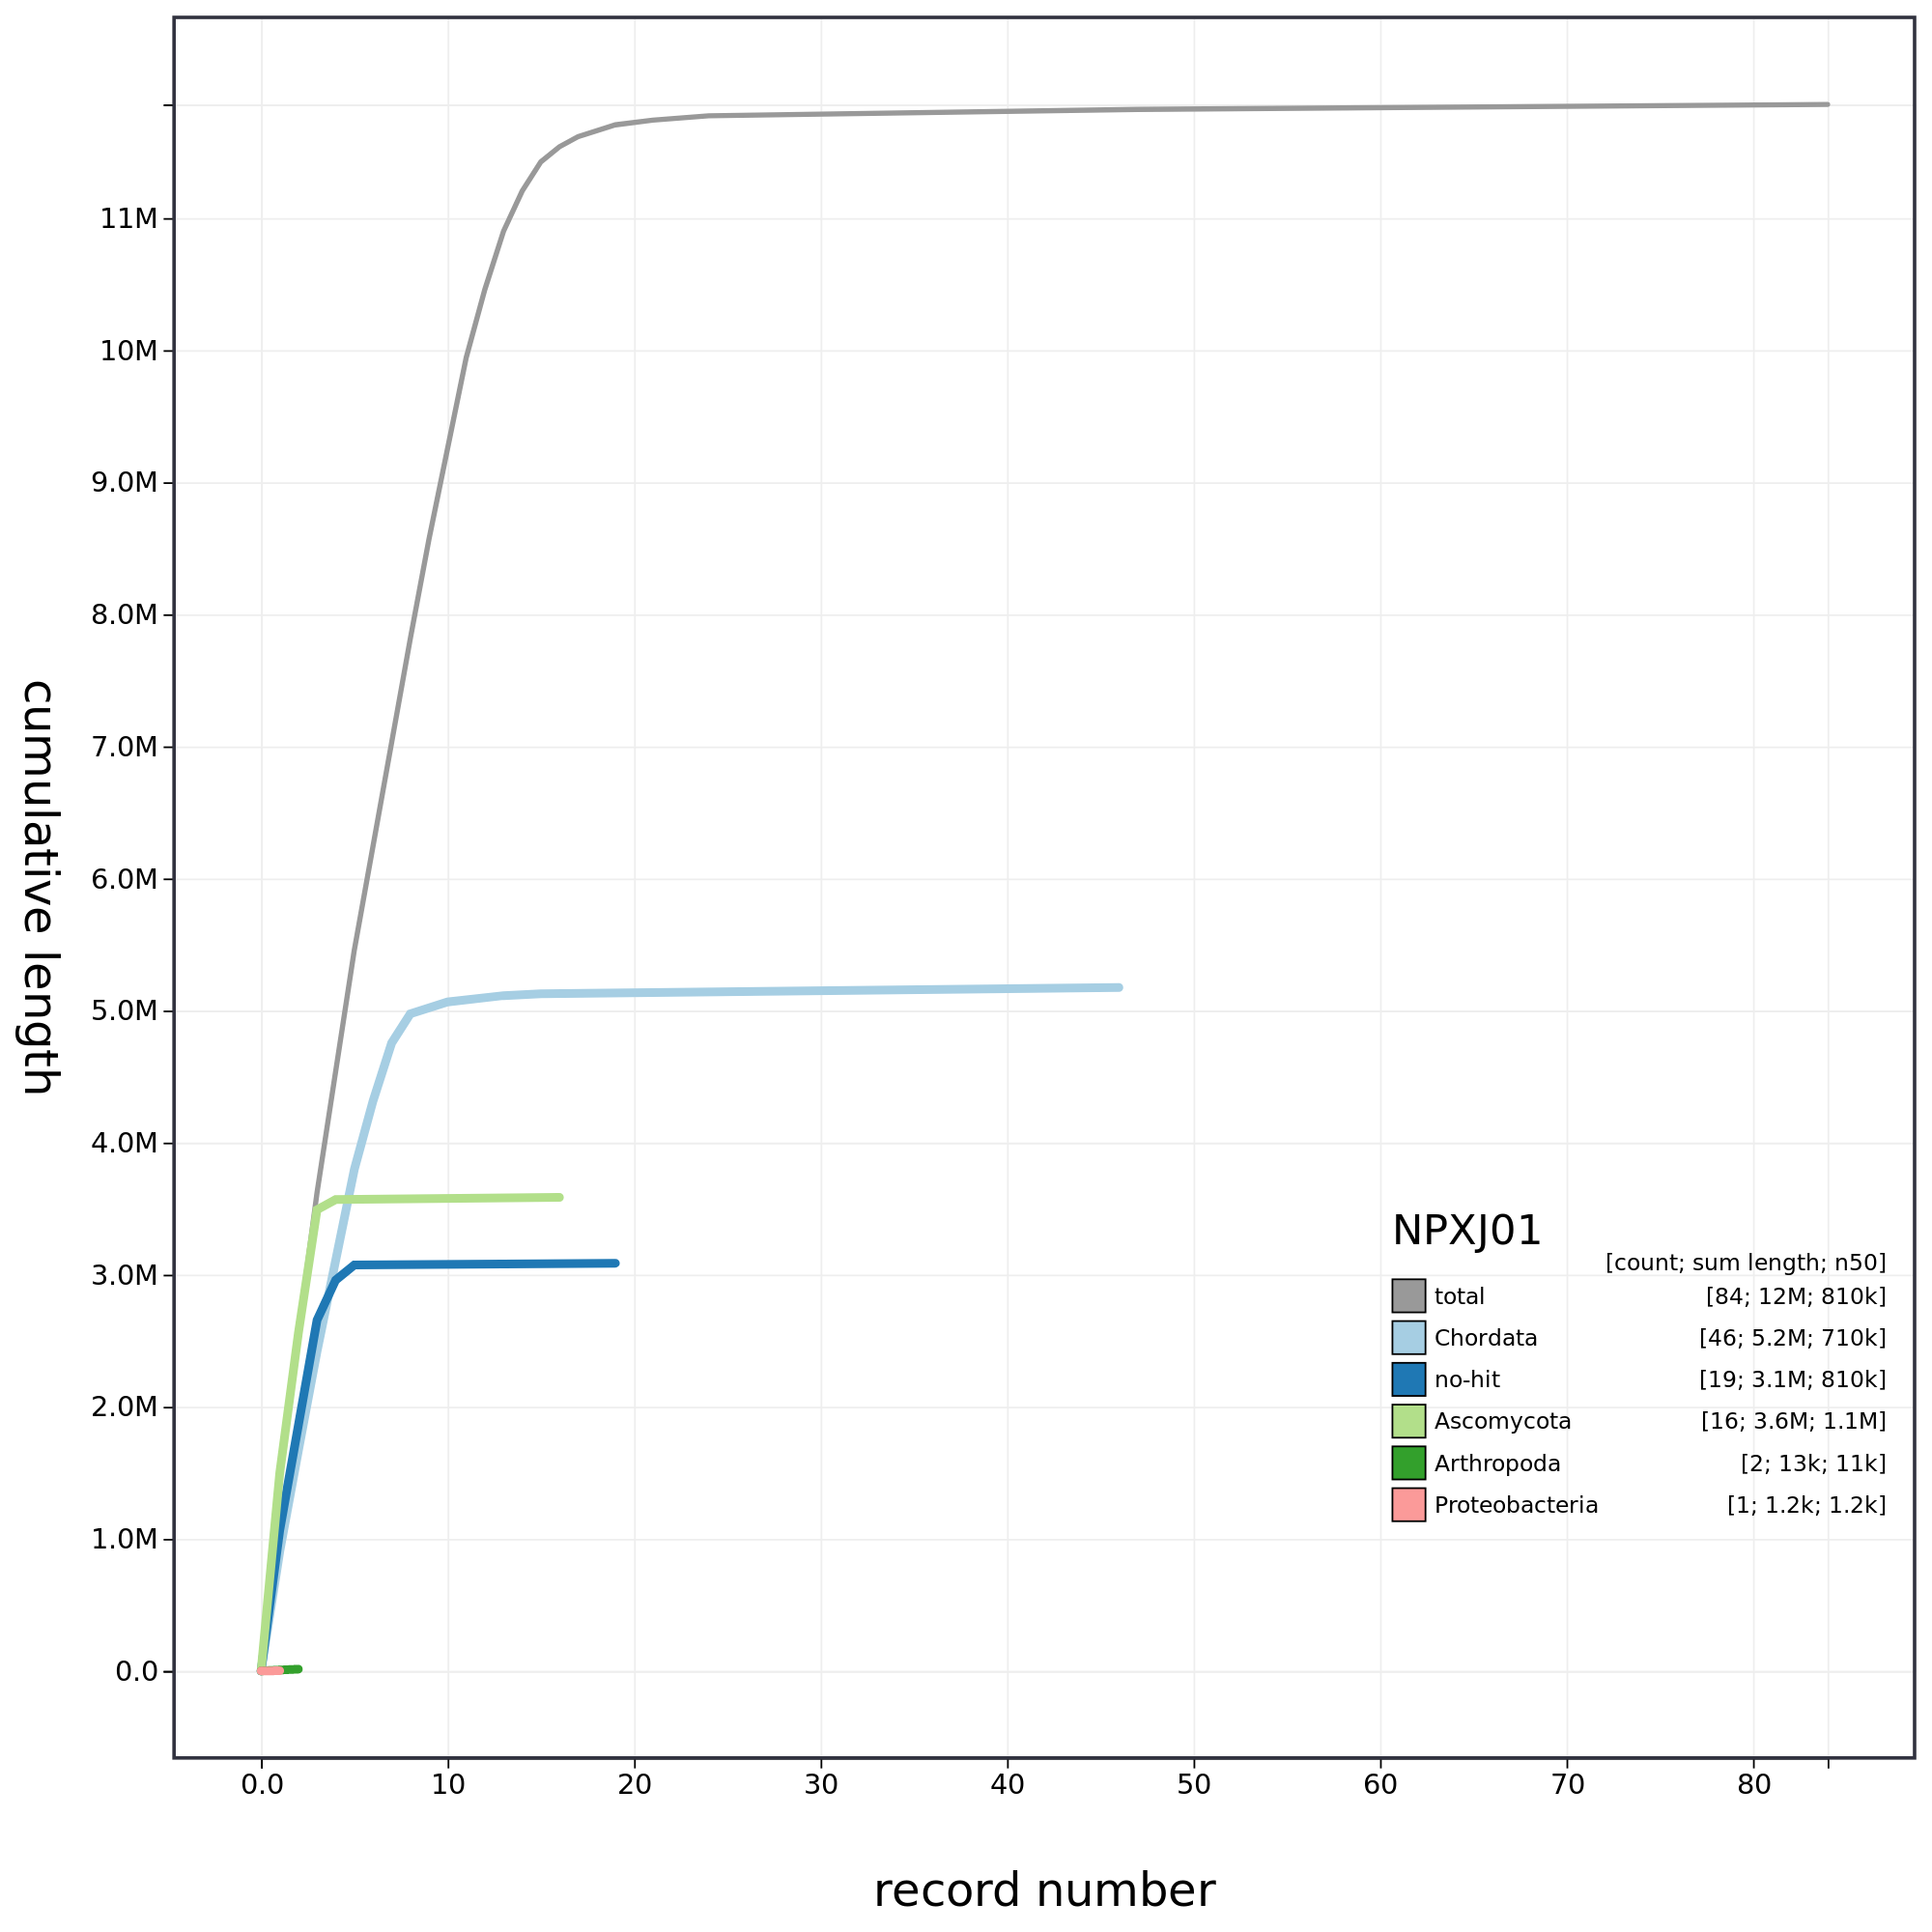 cumulative length
11M
10M
9.0M
8.0M
7.0M
6.0M
5.0M
4.0M
3.0M
2.0M
1.0M
0.0
NPXJ01
[count; sum length; n50]
total [84; 12M; 810k]
Chordata [46; 5.2M; 710k]
no-hit [19; 3.1M; 810k]
Ascomycota [16; 3.6M; 1.1M]
Arthropoda [2; 13k; 11k]
Proteobacteria [1; 1.2k; 1.2k]
0.0 10 20 30 40 50 60 70 80
record number